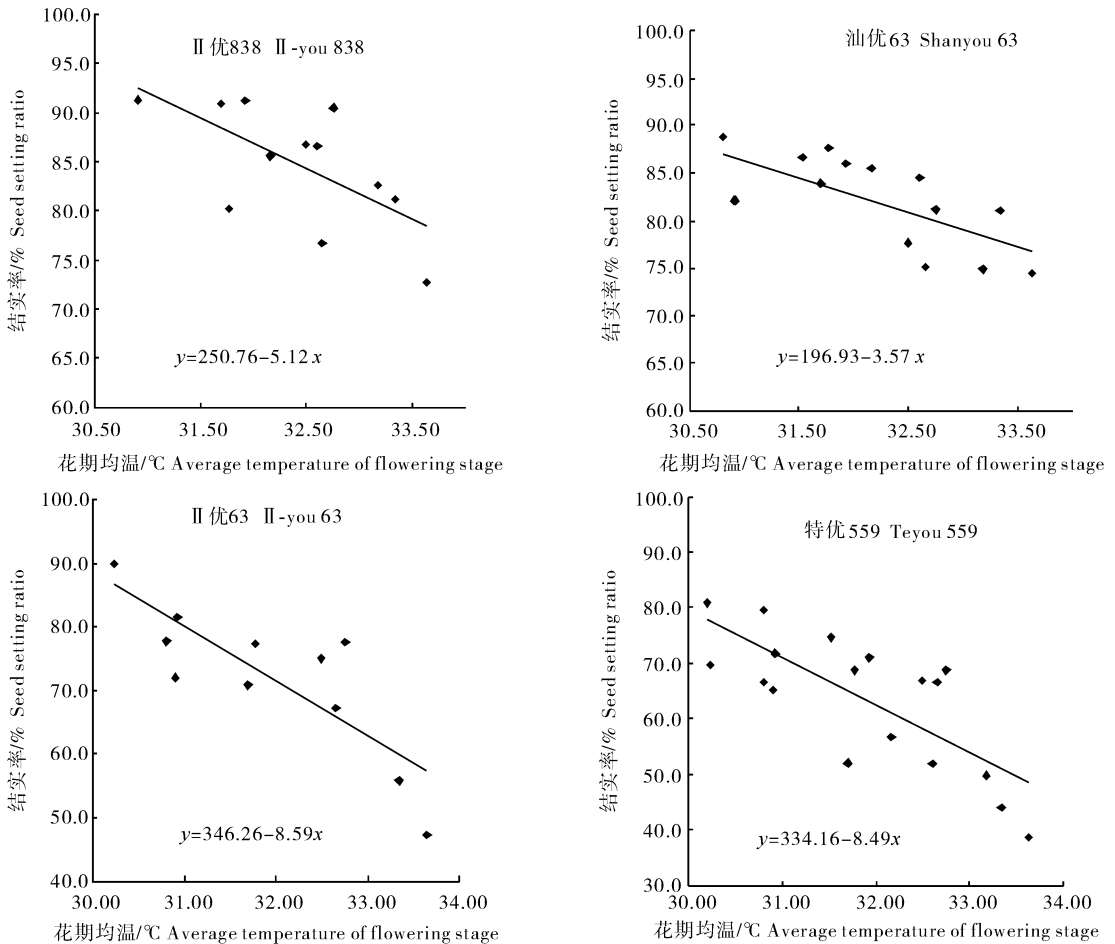 Ⅱ优838 Ⅱ-you 838
结实率/% Seed setting ratio
100.0
95.0
90.0
85.0
80.0
75.0
70.0
65.0
60.0
y=250.76-5.12x
30.50 31.50 32.50 33.50
花期均温/℃ Average temperature of flowering stage
汕优63 Shanyou 63
结实率/% Seed setting ratio
100.0
95.0
90.0
85.0
80.0
75.0
70.0
65.0
60.0
y=196.93-3.57x
30.50 31.50 32.50 33.50
花期均温/℃ Average temperature of flowering stage
Ⅱ优63 Ⅱ-you 63
结实率/% Seed setting ratio
100.0
90.0
80.0
70.0
60.0
50.0
40.0
y=346.26-8.59x
30.00 31.00 32.00 33.00 34.00
花期均温/℃ Average temperature of flowering stage
特优559 Teyou 559
结实率/% Seed setting ratio
100.0
90.0
80.0
70.0
60.0
50.0
40.0
30.0
y=334.16-8.49x
30.00 31.00 32.00 33.00 34.00
花期均温/℃ Average temperature of flowering stage